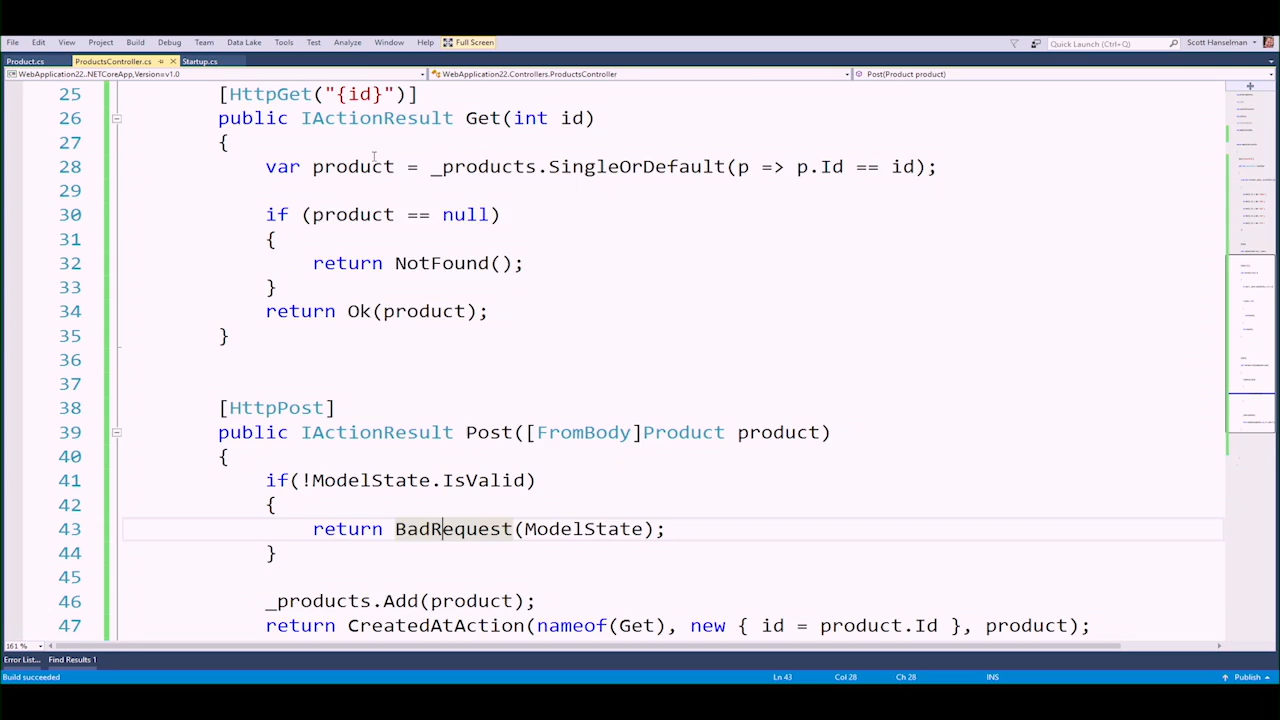 File Edit View Project Build Debug Team Data Lake Tools Test Analyze Window Help Full Screen Quick Launch (Ctrl+Q) Scott Hanselman
Product.cs ProductsController.cs Startup.cs
WebApplication22..NETCoreApp,Version=v1.0 WebApplication22.Controllers.ProductsController Post(Product product)
25 [HttpGet("{id}")]
26 public IActionResult Get(int id)
27 {
28 var product = _products.SingleOrDefault(p => p.Id == id);
29
30 if (product == null)
31 {
32 return NotFound();
33 }
34 return Ok(product);
35 }
36
37
38 [HttpPost]
39 public IActionResult Post([FromBody]Product product)
40 {
41 if(!ModelState.IsValid)
42 {
43 return BadRequest(ModelState);
44 }
45
46 _products.Add(product);
47 return CreatedAtAction(nameof(Get), new { id = product.Id }, product);
161 %
Error List... Find Results 1
Build succeeded Ln 43 Col 28 Ch 28 INS Publish